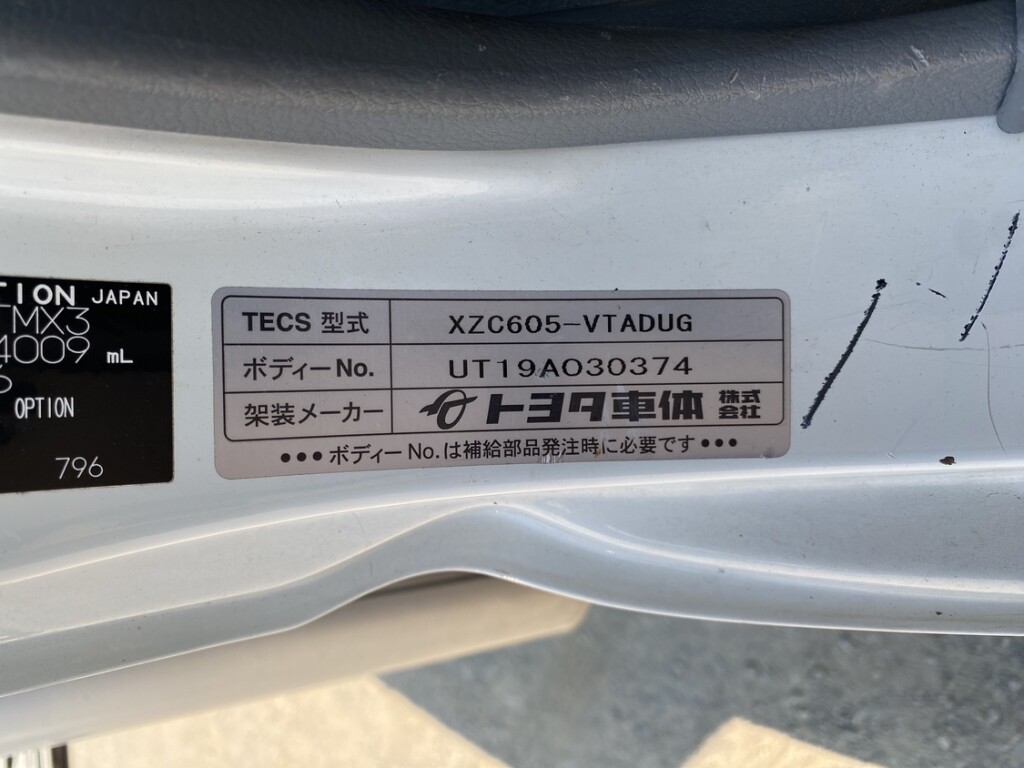 TION JAPAN
TMX3
4009 mL
OPTION
796
TECS 型式 XZC605-VTADUG
ボディーNo. UT19A030374
架装メーカー トヨタ車体 株式会社
•••ボディーNo.は補給部品発注時に必要です•••